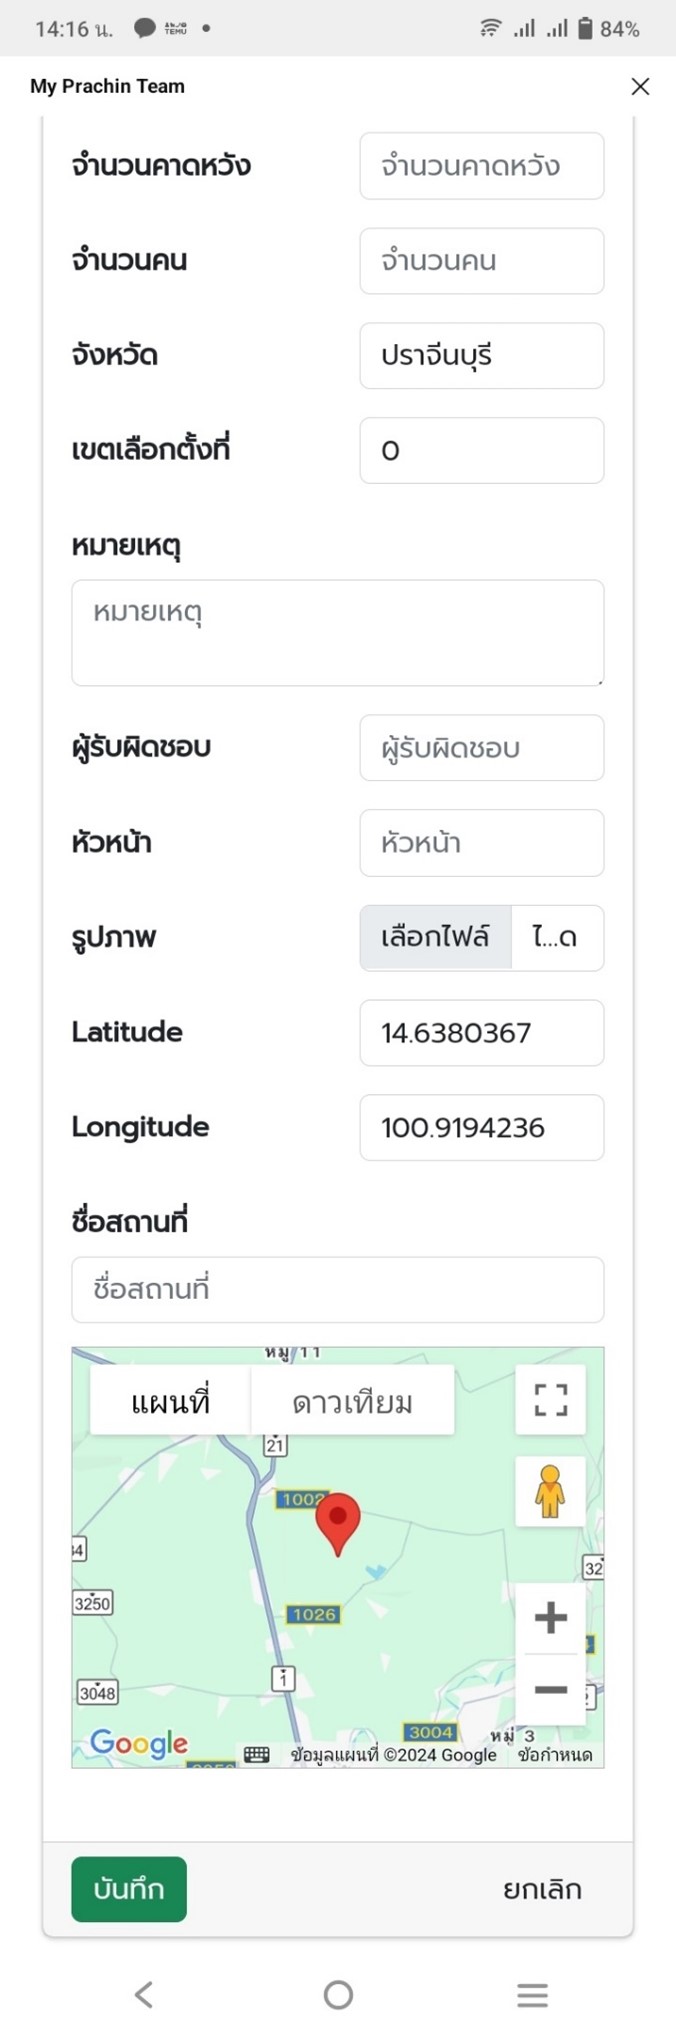 14:16 น. TEMU 84%
My Prachin Team
จำนวนคาดหวัง จำนวนคาดหวัง
จำนวนคน จำนวนคน
จังหวัด ปราจีนบุรี
เขตเลือกตั้งที่ 0
หมายเหตุ
หมายเหตุ
ผู้รับผิดชอบ ผู้รับผิดชอบ
หัวหน้า หัวหน้า
รูปภาพ เลือกไฟล์ ไ...ด
Latitude 14.6380367
Longitude 100.9194236
ชื่อสถานที่
ชื่อสถานที่
หมู่ 11
แผนที่ ดาวเทียม
21
1002
32
3250
1026
1
3048
3004 หมู่ 3
Google ข้อมูลแผนที่ ©2024 Google ข้อกำหนด
บันทึก ยกเลิก